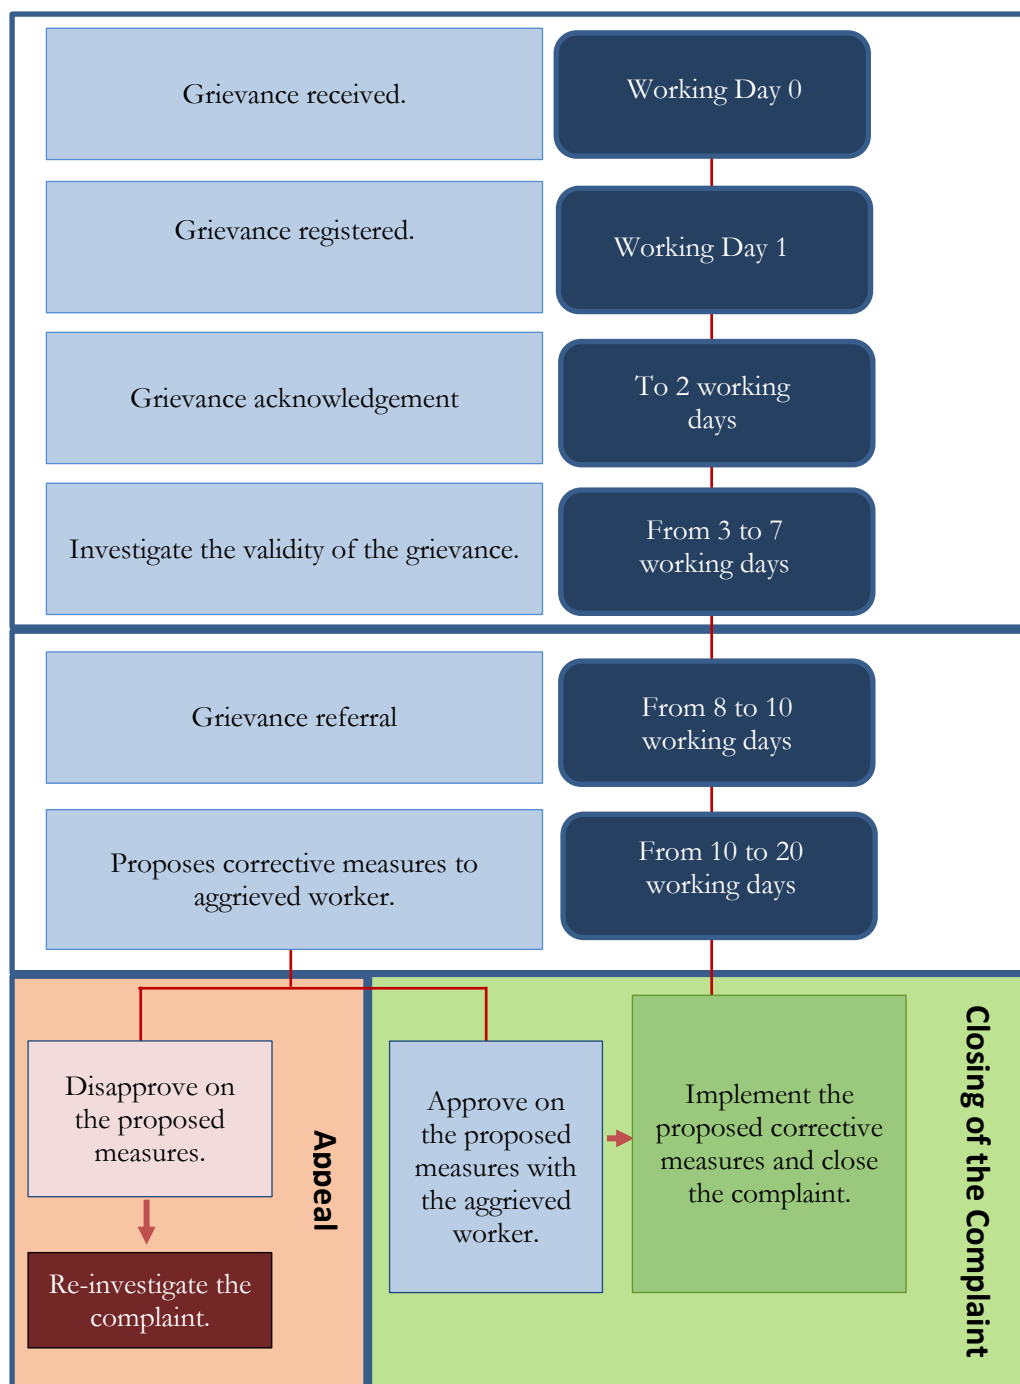 Grievance received.
Working Day 0
Grievance registered.
Working Day 1
Grievance acknowledgement
To 2 working
days
Investigate the validity of the grievance.
From 3 to 7
working days
Grievance referral
From 8 to 10
working days
Proposes corrective measures to
aggrieved worker.
From 10 to 20
working days
Disapprove on
the proposed
measures.
Re-investigate the
complaint.
Appeal
Approve on
the proposed
measures with
the aggrieved
worker.
Implement the
proposed corrective
measures and close
the complaint.
Closing of the Complaint